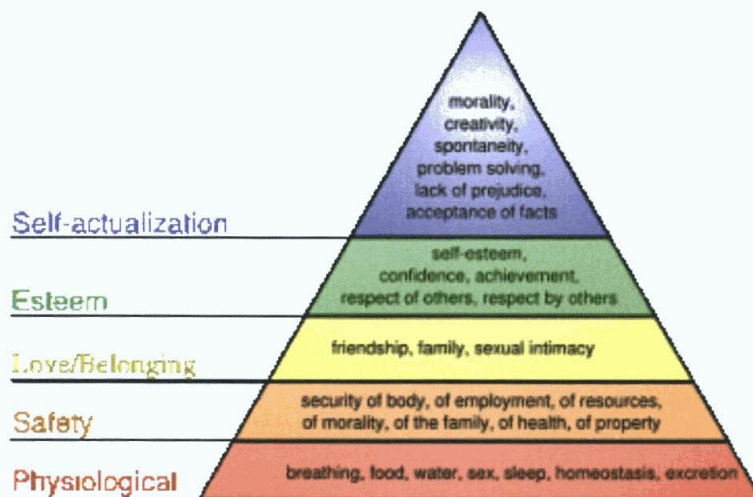 morality,
creativity,
spontaneity,
problem solving,
lack of prejudice,
acceptance of facts
Self-actualization
self-esteem,
confidence, achievement,
respect of others, respect by others
Esteem
friendship, family, sexual intimacy
Love/Belonging
security of body, of employment, of resources,
of morality, of the family, of health, of property
Safety
breathing, food, water, sex, sleep, homeostasis, excretion
Physiological